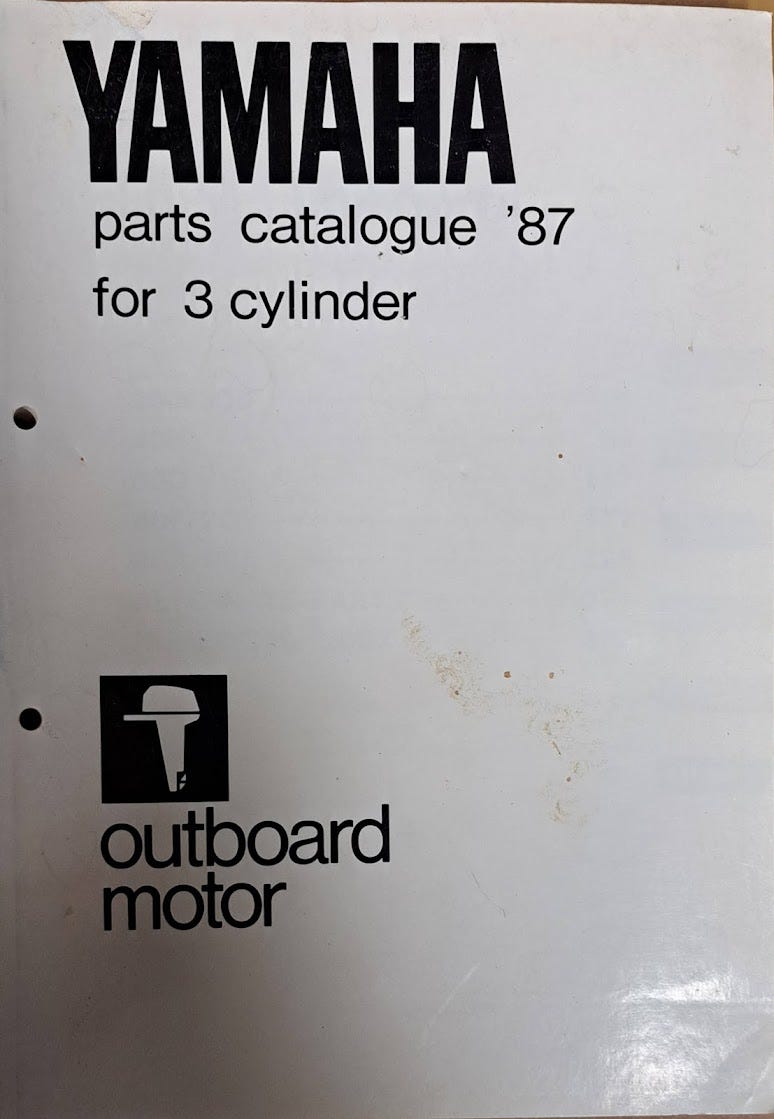 YAMAHA
parts catalogue '87
for 3 cylinder
outboard
motor